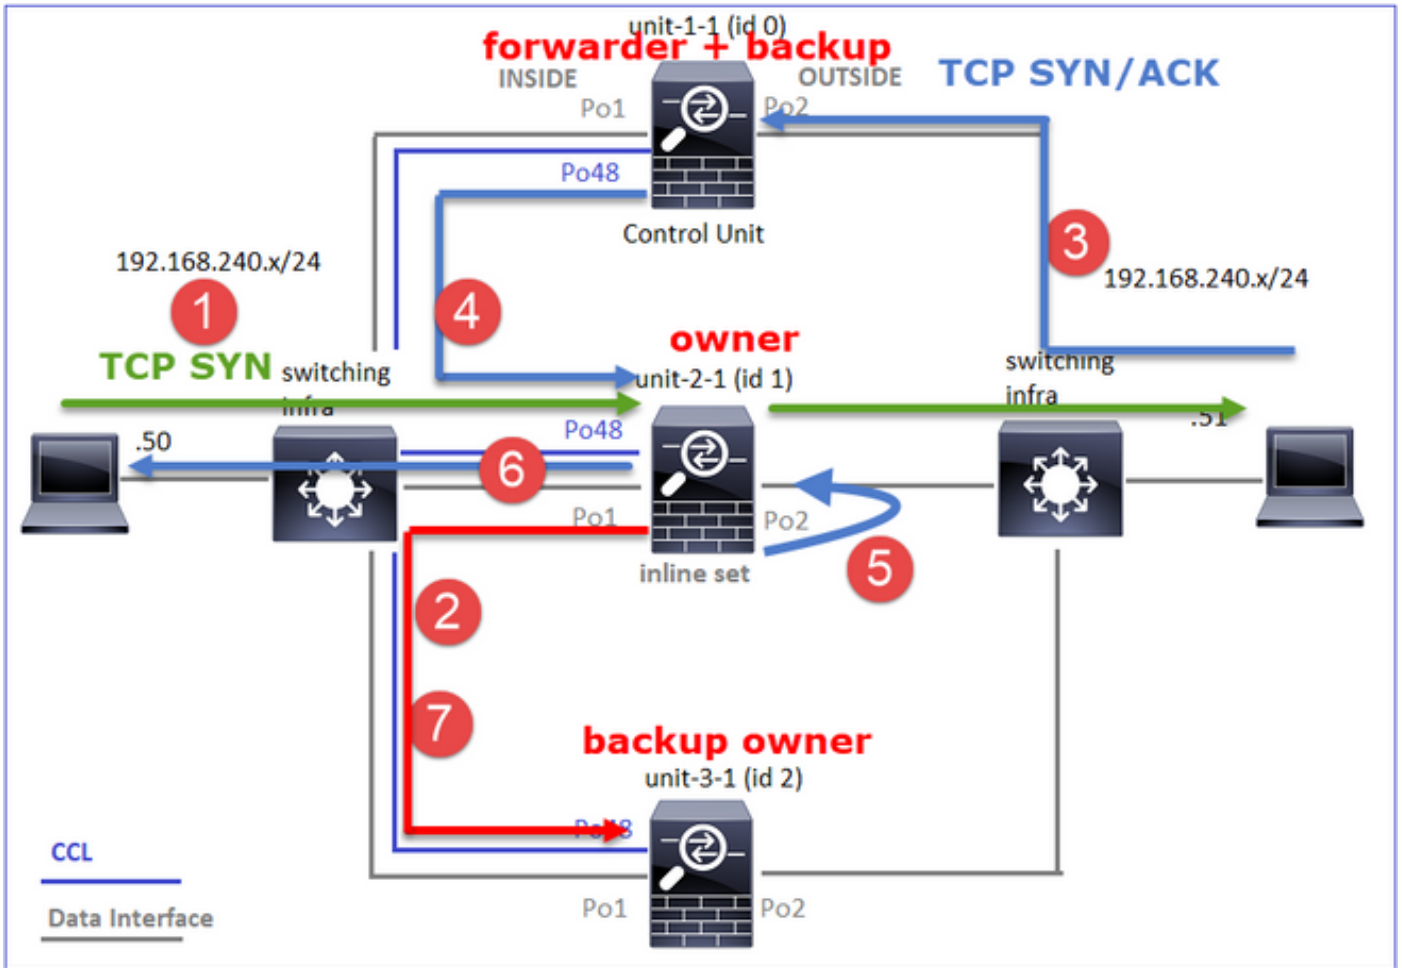 unit-1-1 (id 0)
forwarder + backup
INSIDE
OUTSIDE
TCP SYN/ACK
Po1
Po2
Po48
Control Unit
192.168.240.x/24
1
3
192.168.240.x/24
4
TCP SYN
switching
infra
owner
unit-2-1 (id 1)
switching
infra
.50
Po48
6
.51
Po1
Po2
inline set
5
2
7
backup owner
unit-3-1 (id 2)
Po48
CCL
Data Interface
Po1
Po2